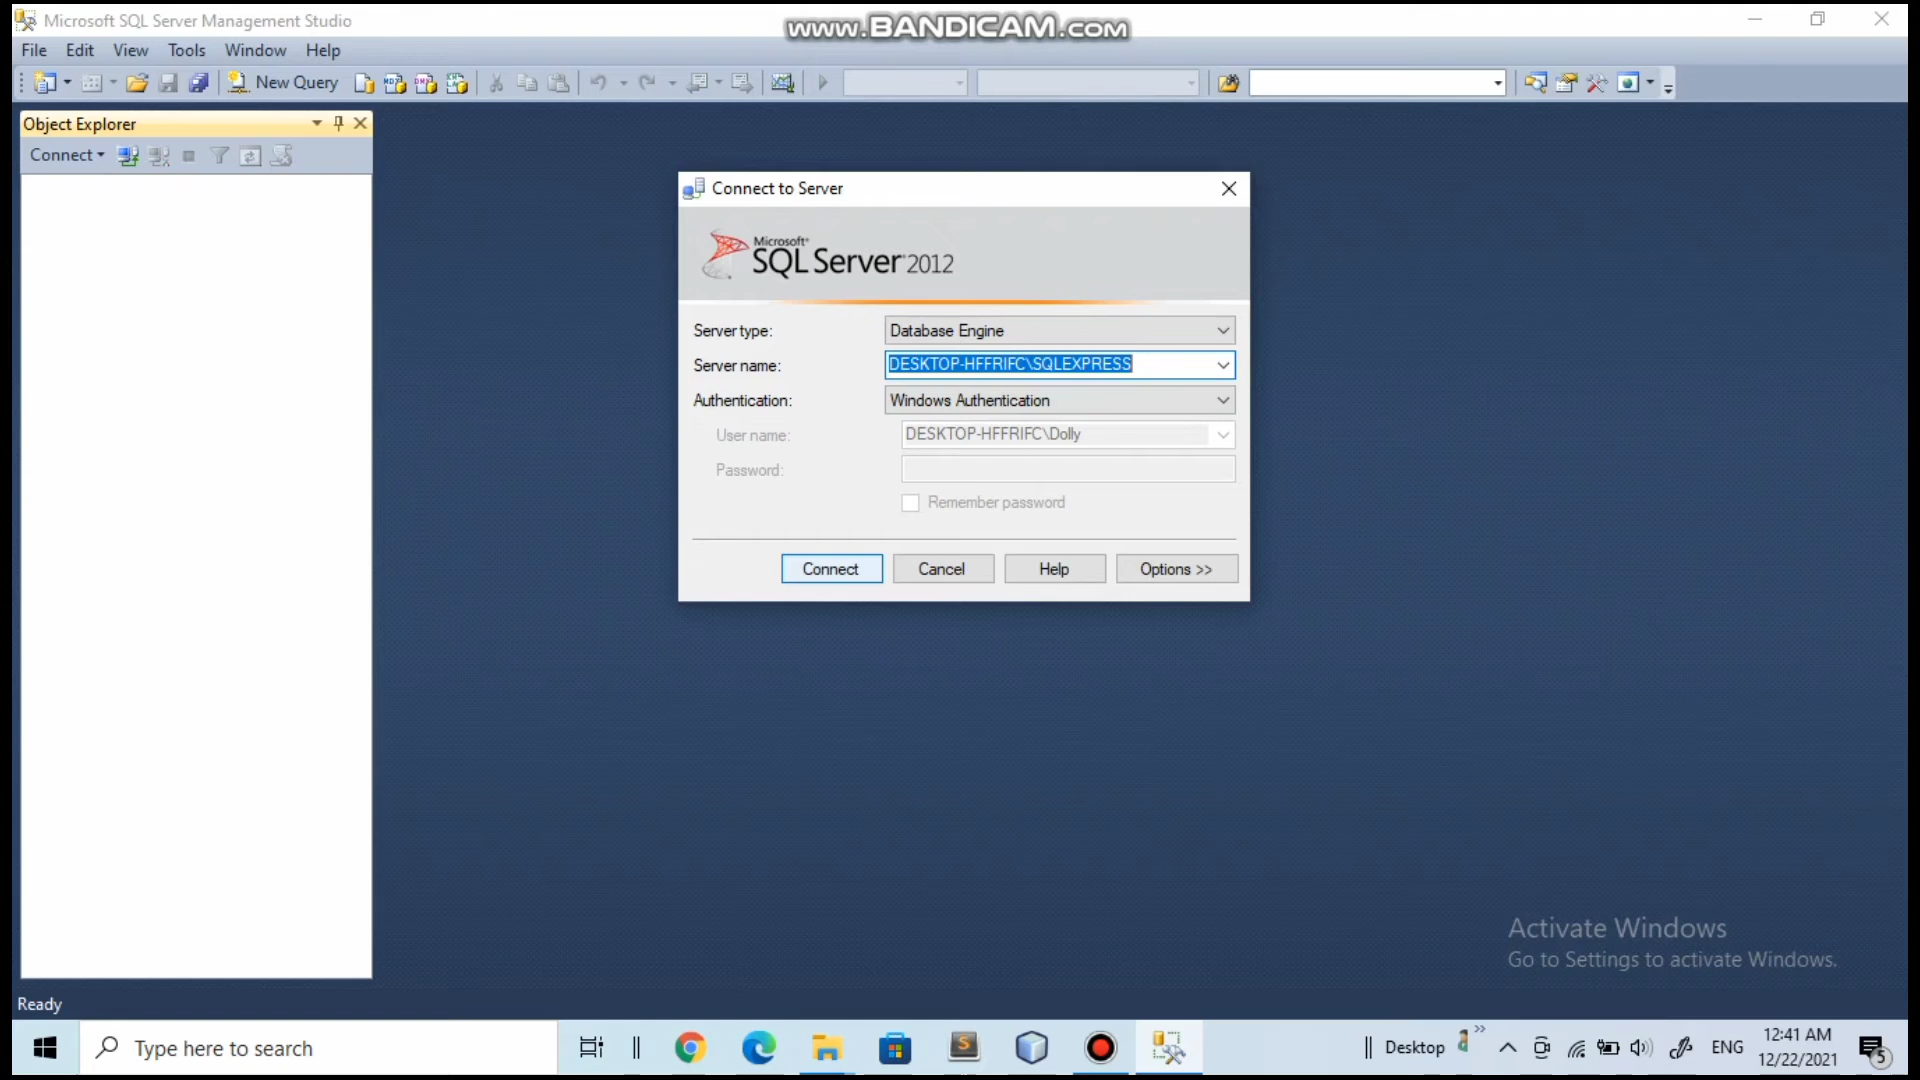 Microsoft SQL Server Management Studio
www.BANDICAM.com
File Edit View Tools Window Help
New Query
Object Explorer
Connect
Connect to Server
Microsoft
SQL Server 2012
Server type: Database Engine
Server name: DESKTOP-HFFRIFC\SQLEXPRESS
Authentication: Windows Authentication
User name: DESKTOP-HFFRIFC\Dolly
Password:
Remember password
Connect Cancel Help Options >>
Activate Windows
Go to Settings to activate Windows.
Ready
Type here to search
Desktop
ENG
12:41 AM
12/22/2021
5